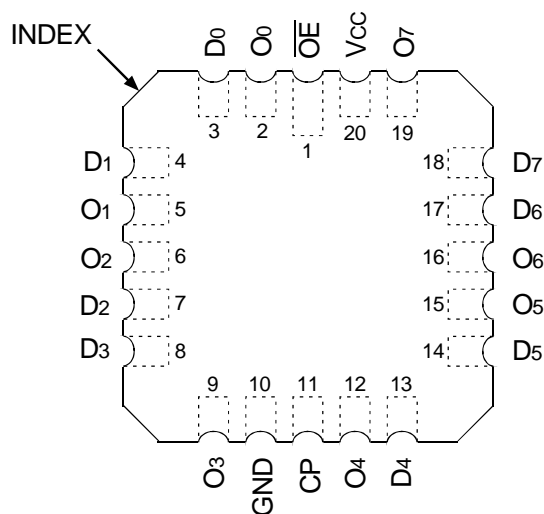 INDEX
D0 O0 O̅E̅ VCC O7
3 2 1 20 19
D1 4 18 D7
O1 5 17 D6
O2 6 16 O6
D2 7 15 O5
D3 8 14 D5
9 10 11 12 13
O3 GND CP O4 D4